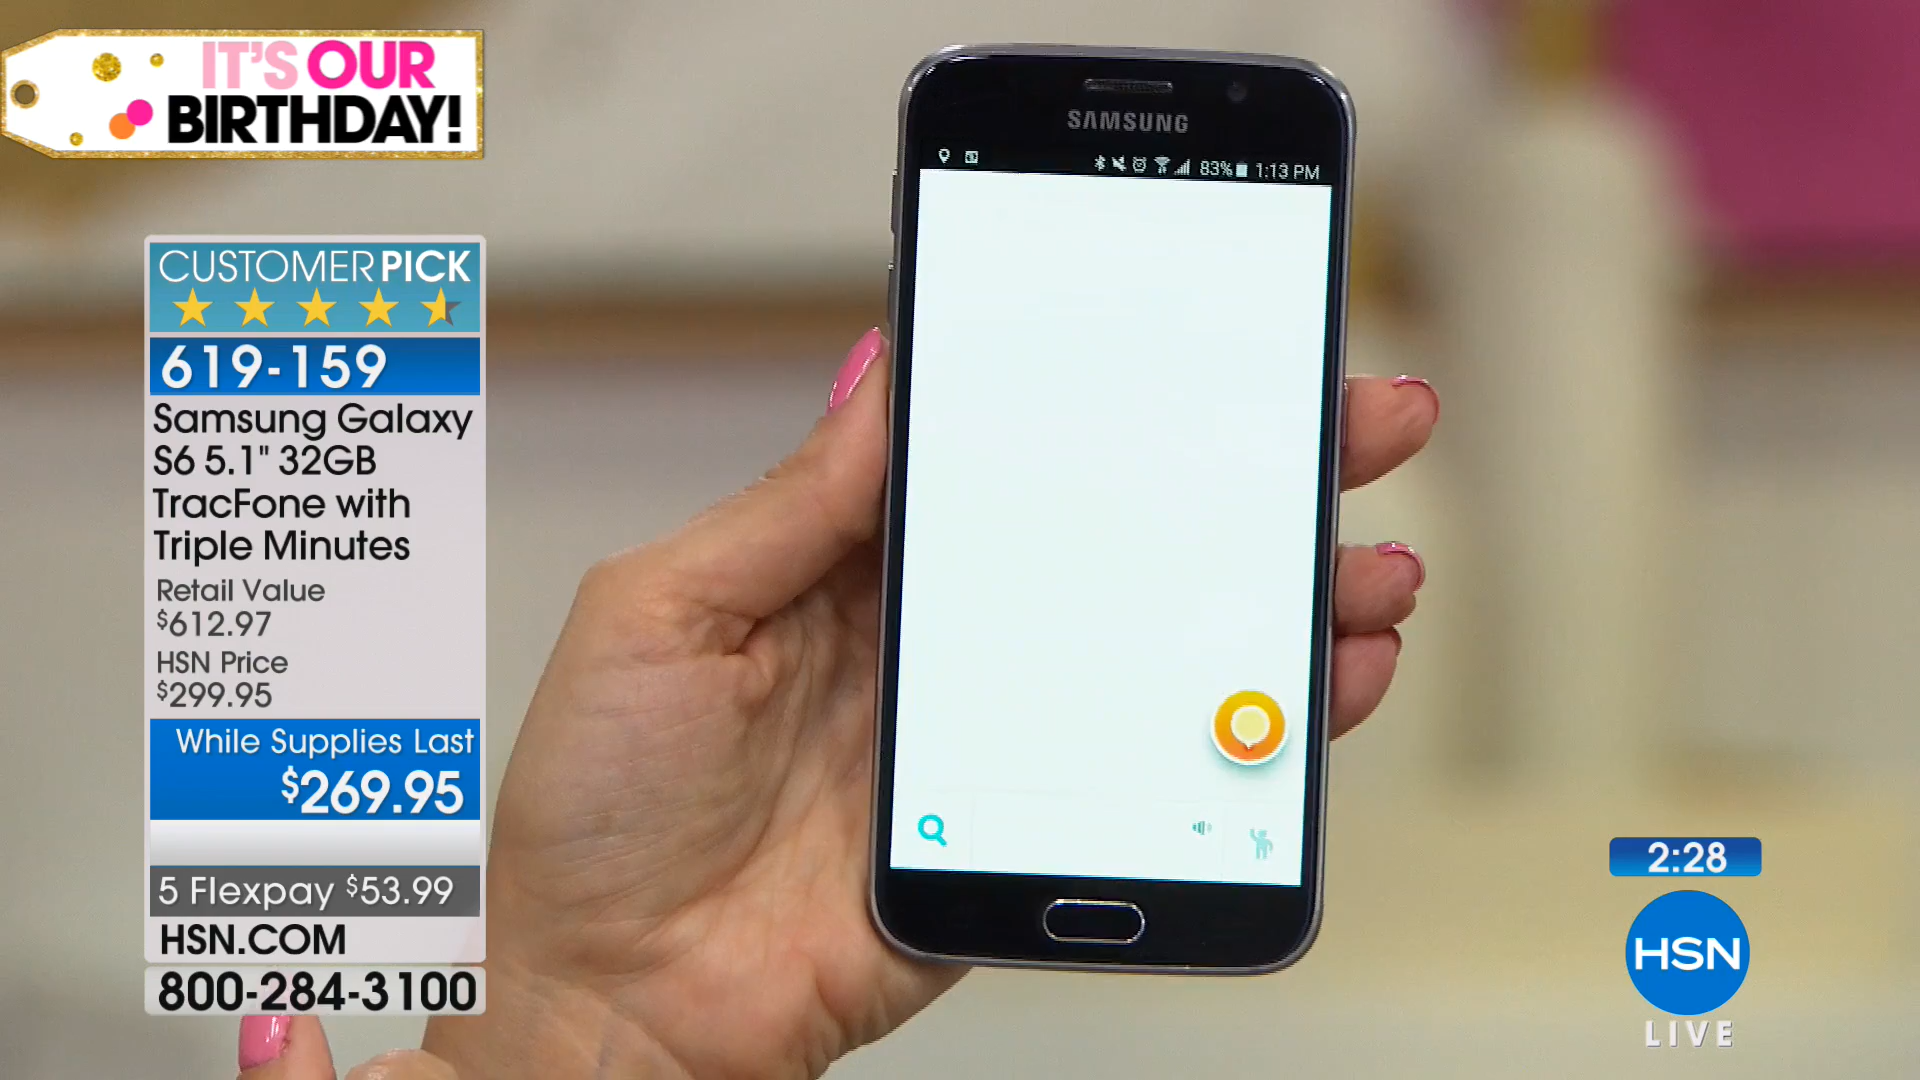 IT'S OUR
BIRTHDAY!
CUSTOMER PICK
619-159
Samsung Galaxy
S6 5.1" 32GB
TracFone with
Triple Minutes
Retail Value
$612.97
HSN Price
$299.95
While Supplies Last
$269.95
5 Flexpay $53.99
HSN.COM
800-284-3100
SAMSUNG
83% 1:13 PM
2:28
HSN
LIVE